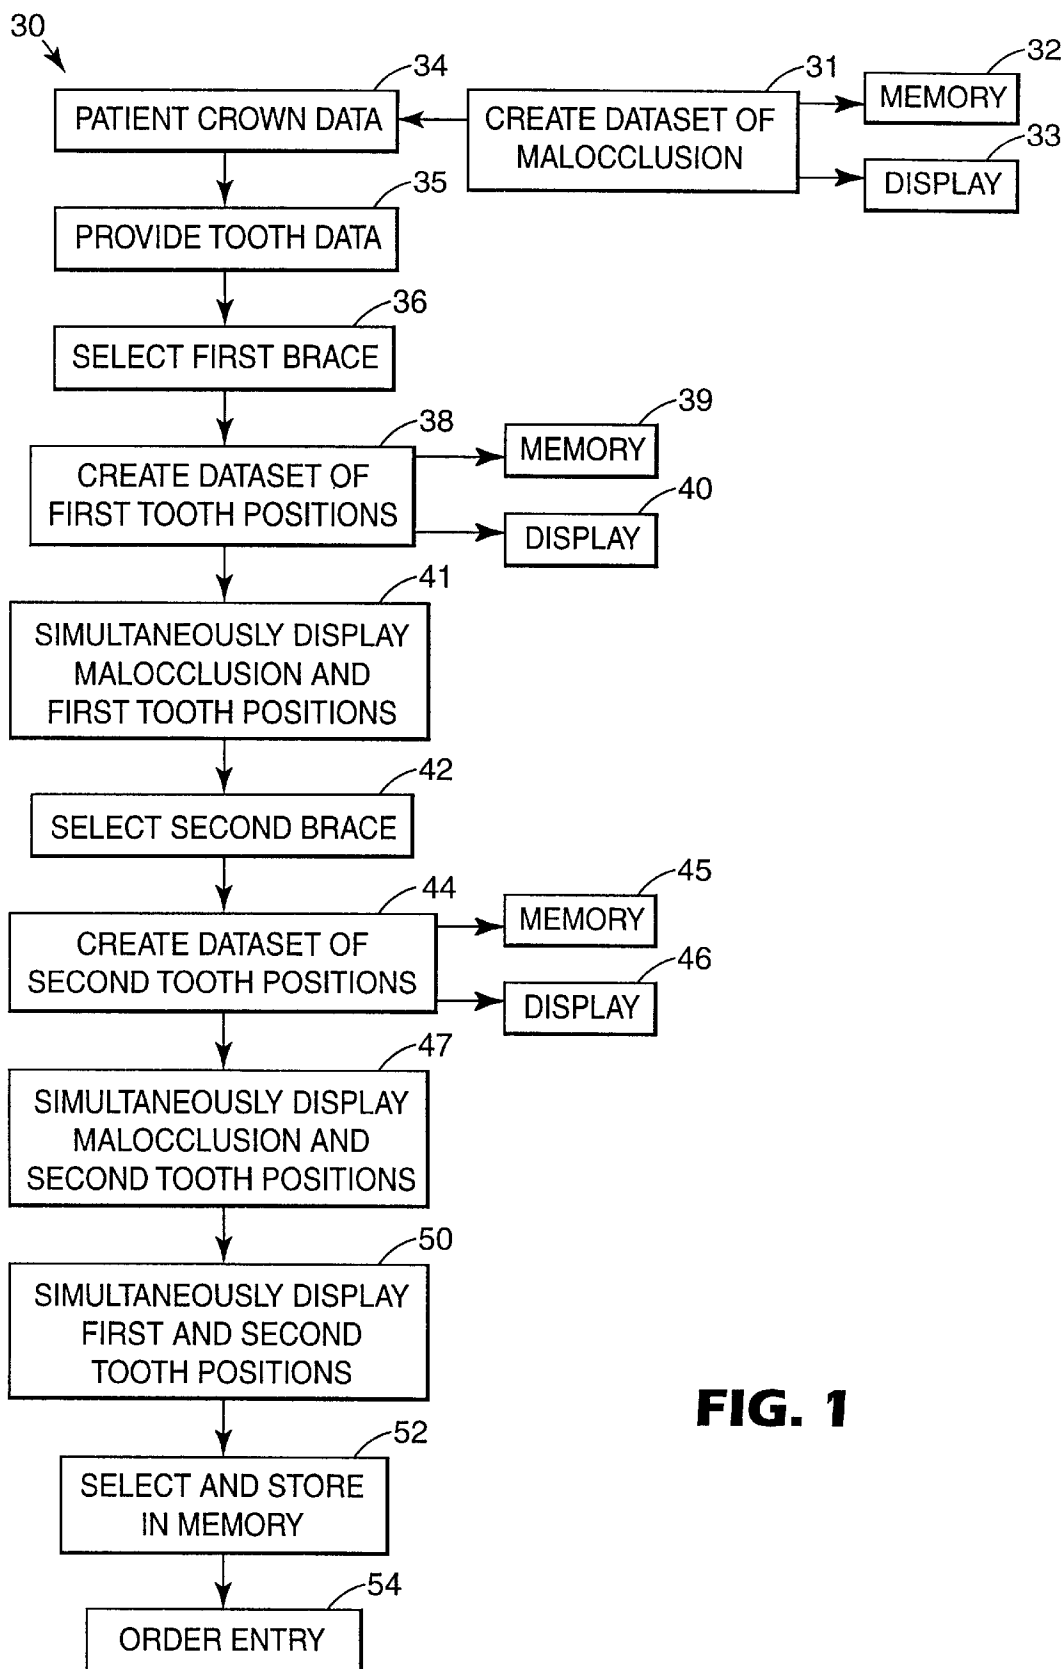 30
34
31
32
PATIENT CROWN DATA
CREATE DATASET OF
MALOCCLUSION
MEMORY
33
DISPLAY
35
PROVIDE TOOTH DATA
36
SELECT FIRST BRACE
38
39
CREATE DATASET OF
FIRST TOOTH POSITIONS
MEMORY
40
DISPLAY
41
SIMULTANEOUSLY DISPLAY
MALOCCLUSION AND
FIRST TOOTH POSITIONS
42
SELECT SECOND BRACE
44
45
CREATE DATASET OF
SECOND TOOTH POSITIONS
MEMORY
46
DISPLAY
47
SIMULTANEOUSLY DISPLAY
MALOCCLUSION AND
SECOND TOOTH POSITIONS
50
SIMULTANEOUSLY DISPLAY
FIRST AND SECOND
TOOTH POSITIONS
FIG. 1
52
SELECT AND STORE
IN MEMORY
54
ORDER ENTRY